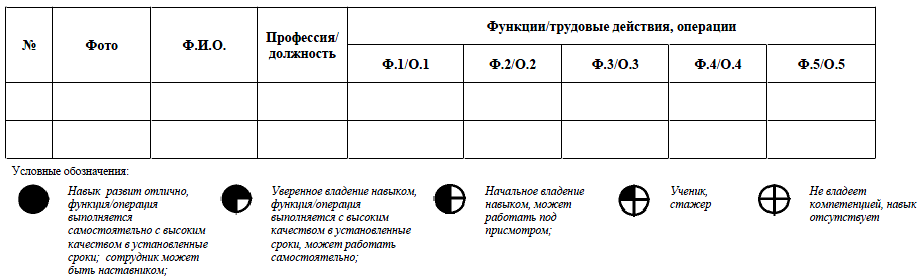 №
Фото
Ф.И.О.
Профессия/
должность
Функции/трудовые действия, операции
Ф.1/О.1
Ф.2/О.2
Ф.3/О.3
Ф.4/О.4
Ф.5/О.5
Условные обозначения:
Навык развит отлично,
функция/операция
выполняется
самостоятельно с высоким
качеством в установленные
сроки; сотрудник может
быть наставником;
Уверенное владение навыком,
функция/операция
выполняется с высоким
качеством в установленные
сроки, может работать
самостоятельно;
Начальное владение
навыком, может
работать под
присмотром;
Ученик,
стажер
Не владеет
компетенцией, навык
отсутствует